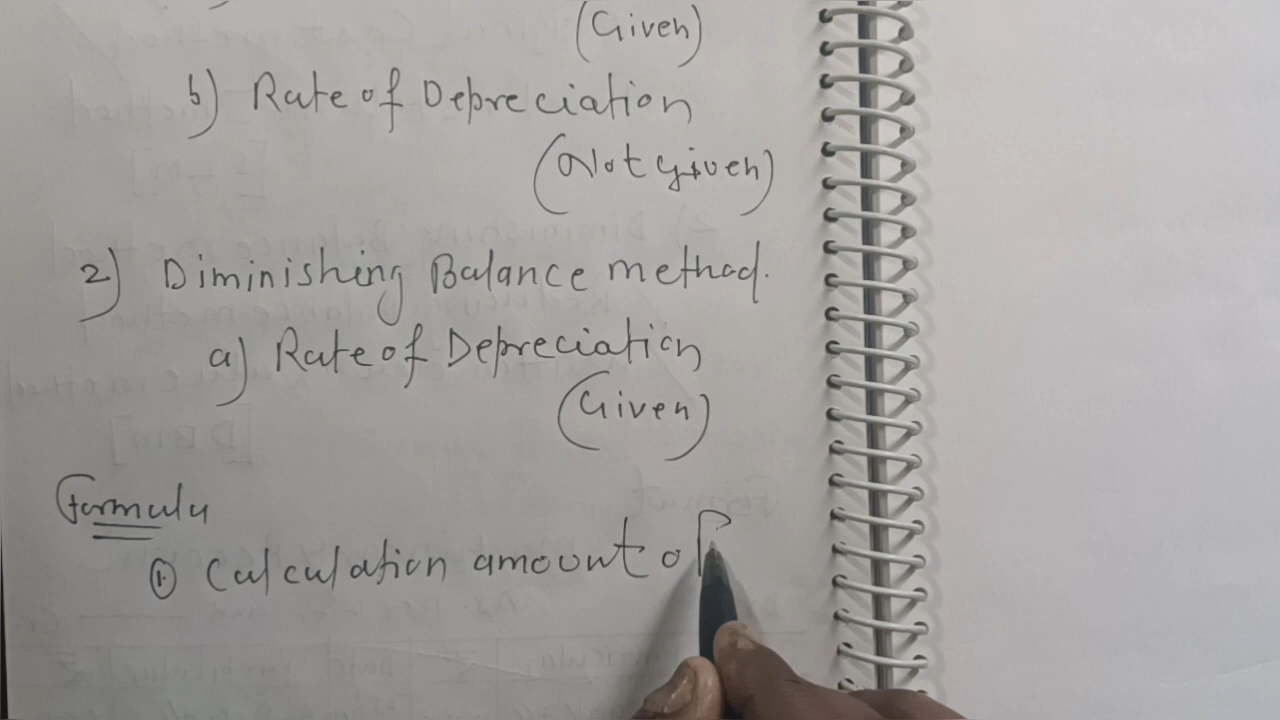 (Given)
b) Rate of Depreciation
(Not given)
2) Diminishing Balance method.
a) Rate of Depreciation
(Given)
Formula
① Calculation amount of